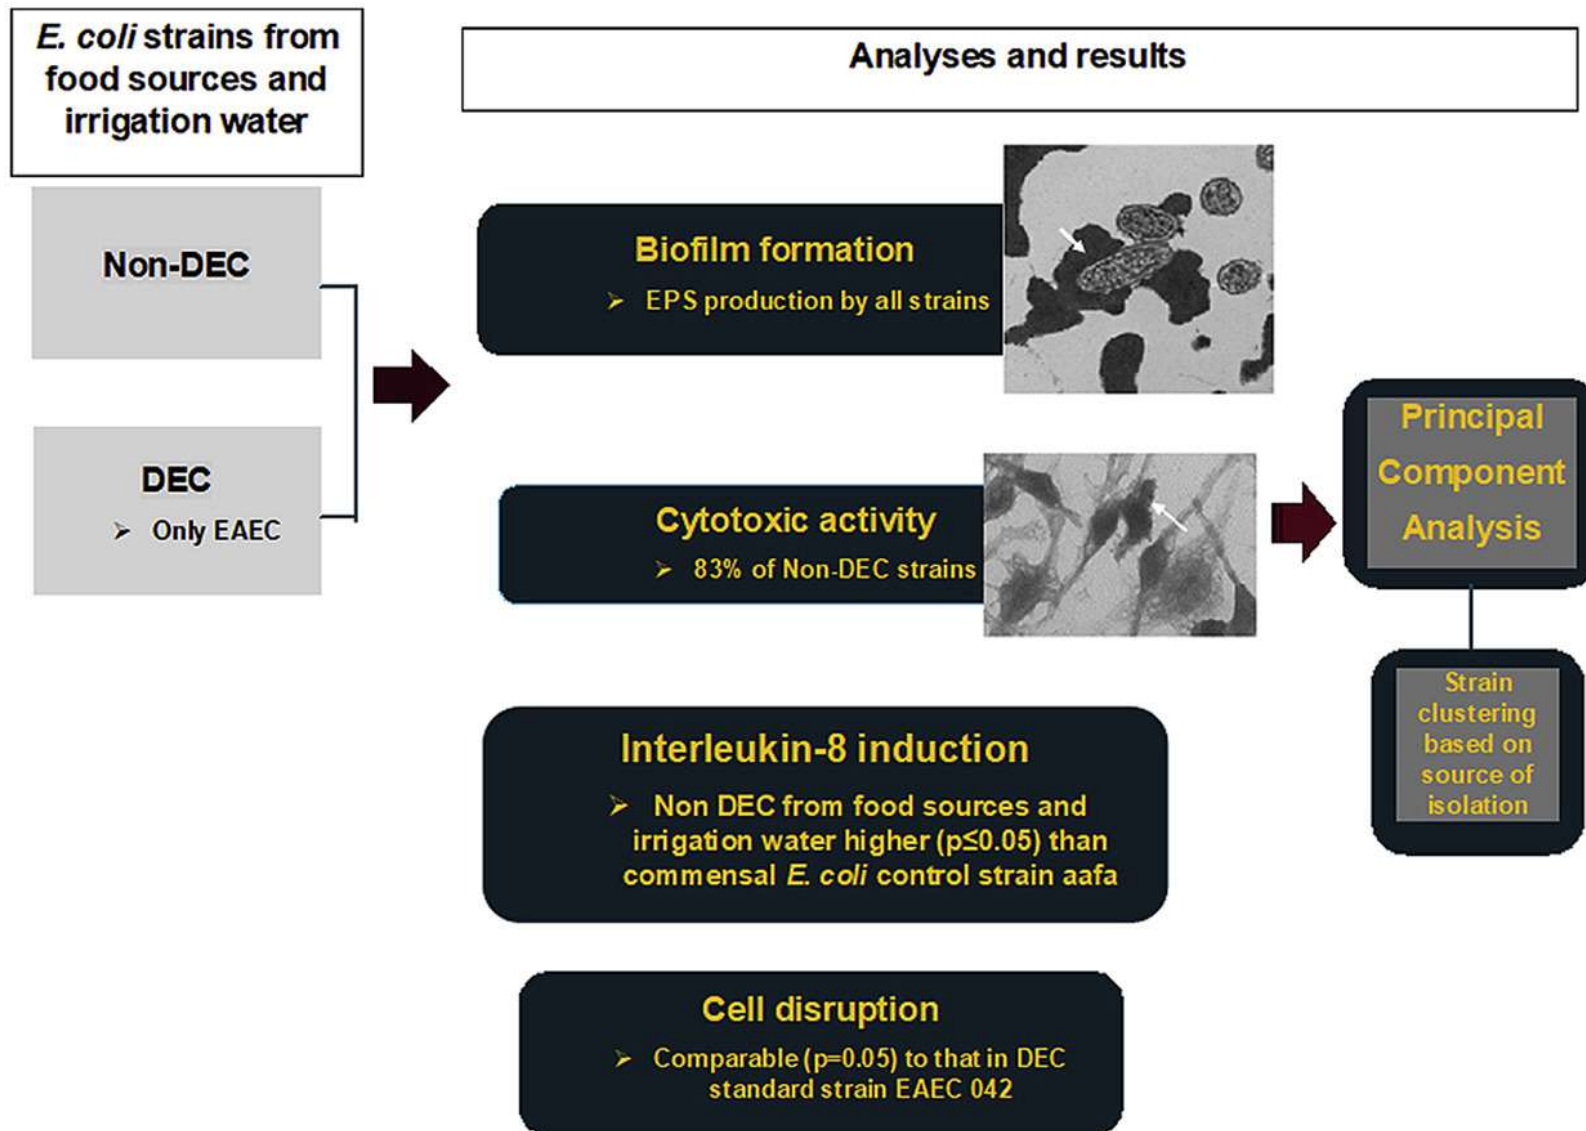 E. coli strains from
food sources and
irrigation water
Analyses and results
Non-DEC
DEC
➢ Only EAEC
Biofilm formation
➢ EPS production by all strains
Cytotoxic activity
➢ 83% of Non-DEC strains
Interleukin-8 induction
➢ Non DEC from food sources and
irrigation water higher (p≤0.05) than
commensal E. coli control strain aafa
Cell disruption
➢ Comparable (p=0.05) to that in DEC
standard strain EAEC 042
Principal
Component
Analysis
Strain
clustering
based on
source of
isolation